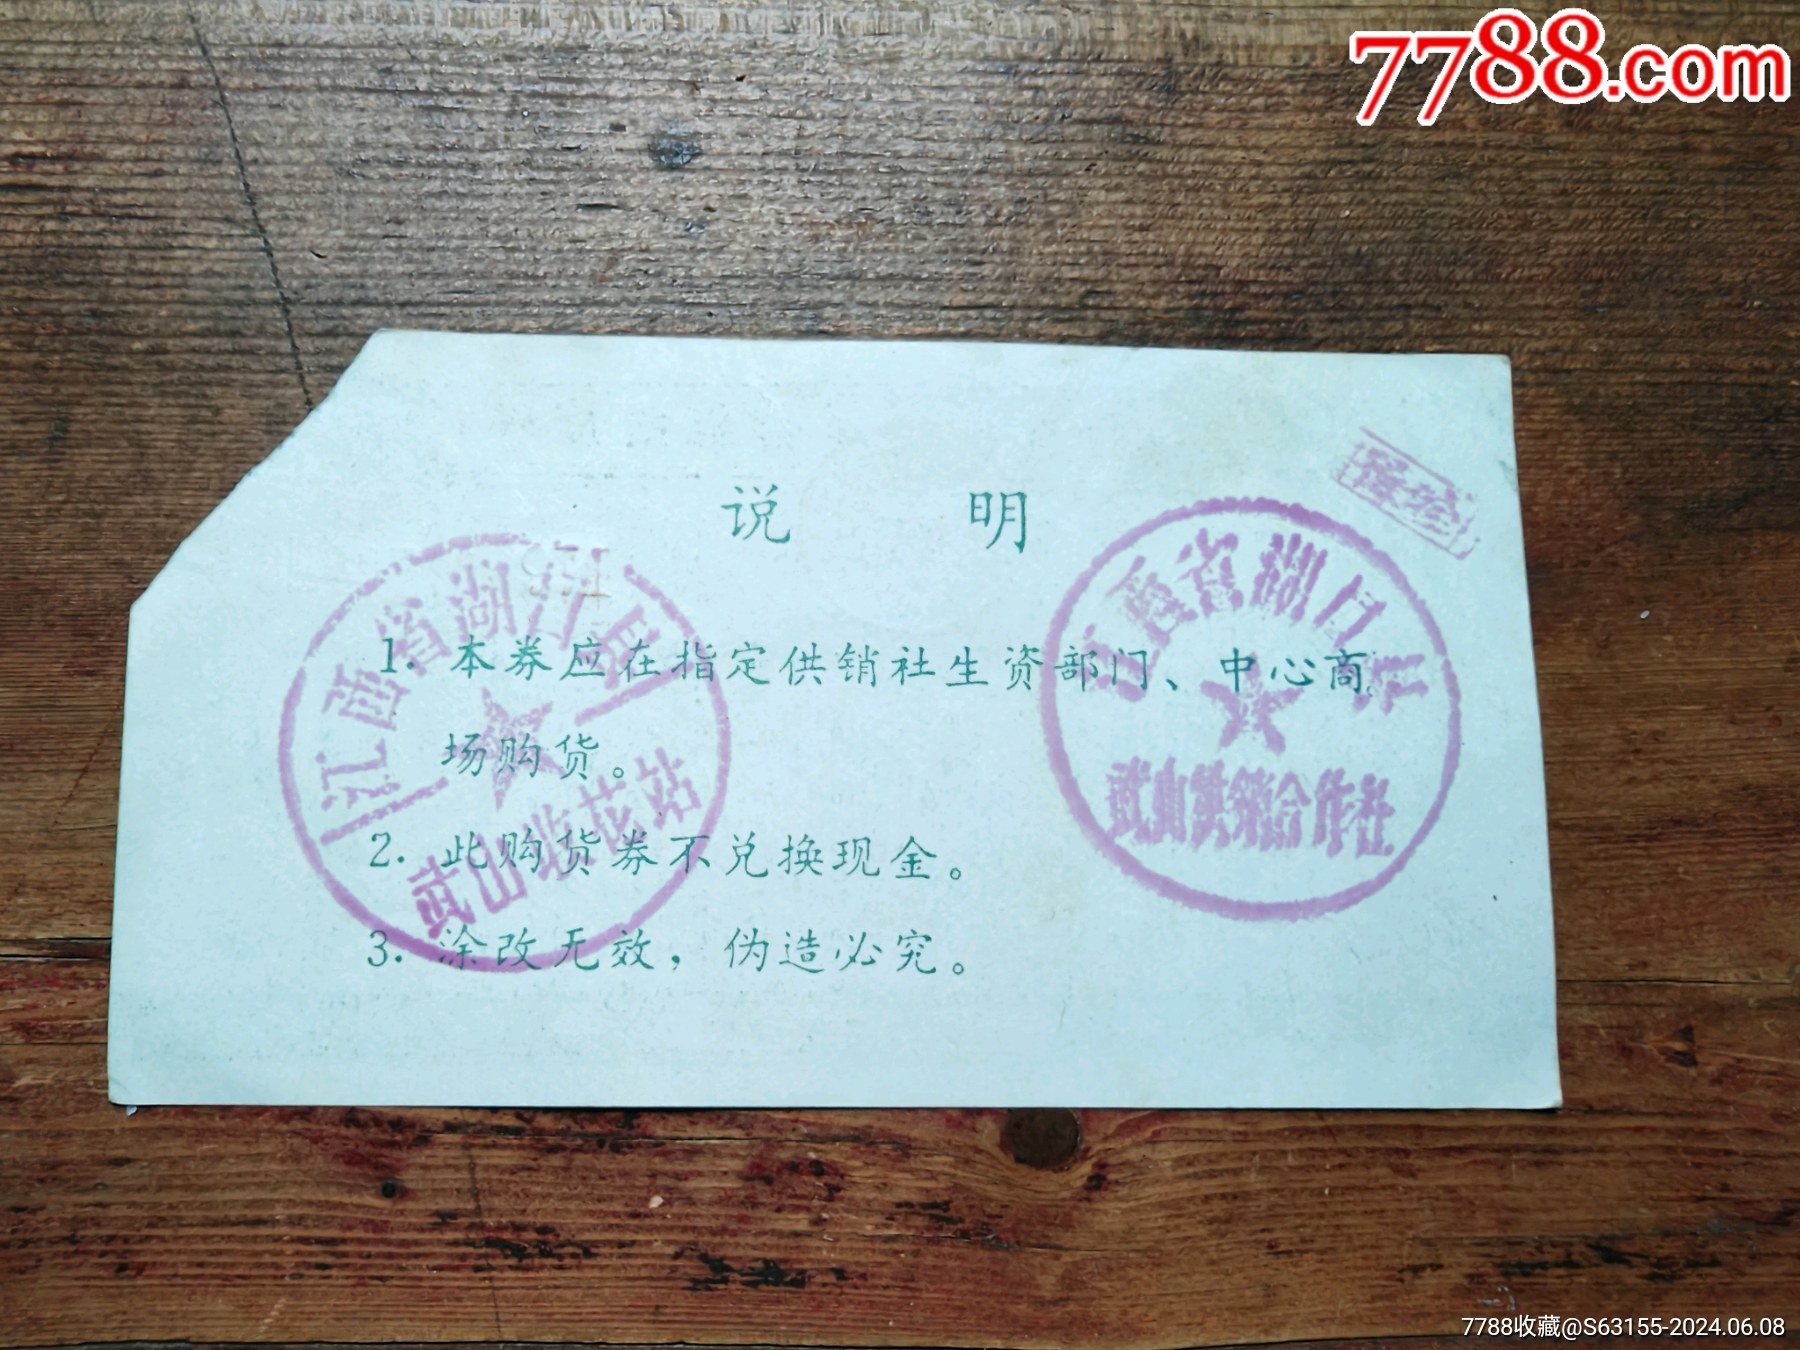 7788.com
说 明
1. 本券应在指定供销社生资部门、中心商
场购货。
2. 此购货券不兑换现金。
3. 涂改无效，伪造必究。
江西省湖口县
武山收花站
江西省湖口县
武山供销合作社
7788收藏@S63155-2024.06.08